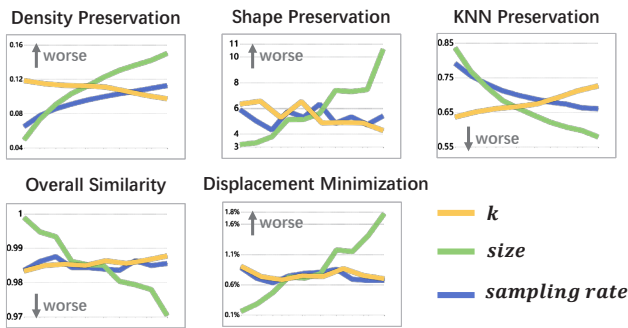 Density Preservation
0.16
worse
0.12
0.08
0.04
Shape Preservation
11
10
worse
8
6
4
3
KNN Preservation
0.85
0.75
0.65
worse
0.55
Overall Similarity
1
0.99
0.98
worse
0.97
Displacement Minimization
1.8%
worse
1.6%
1.1%
0.6%
0.1%
k
size
sampling rate